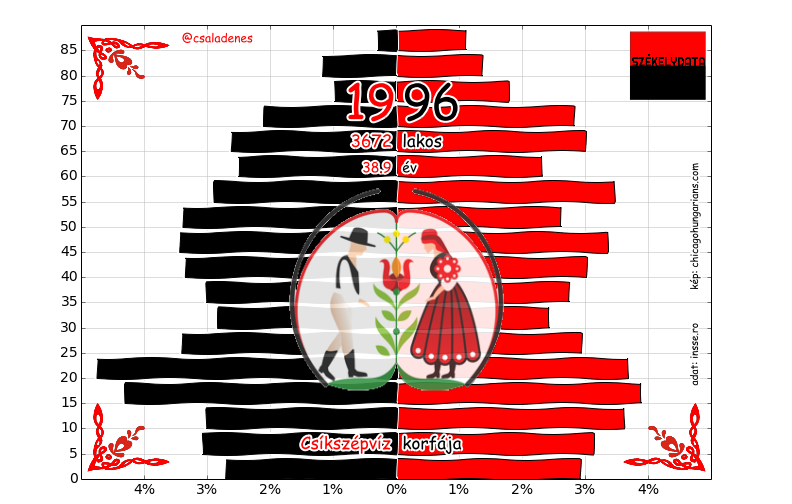 @csaladenes
SZÉKELYDATA
1996
3672 lakos
38.9 év
kép: chicagohungarians.com
adat: insse.ro
Csíkszépvíz korfája
85
80
75
70
65
60
55
50
45
40
35
30
25
20
15
10
5
0
4% 3% 2% 1% 0% 1% 2% 3% 4%